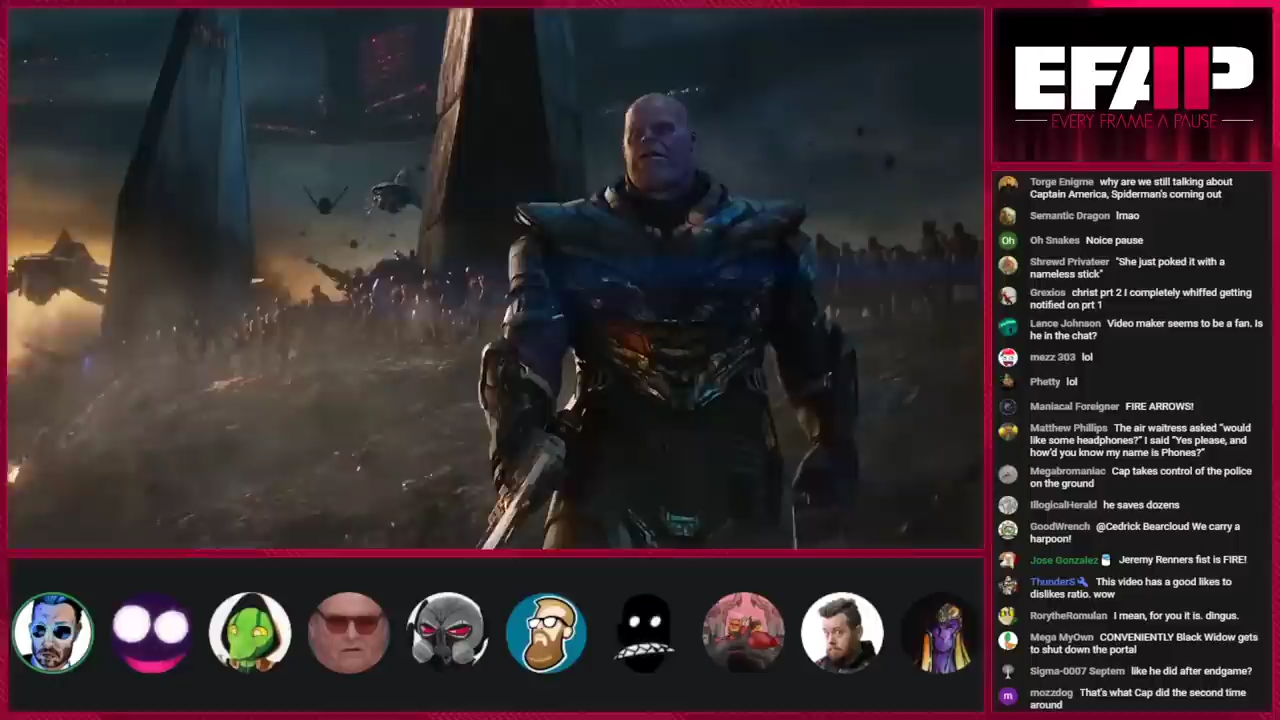 EFAP
EVERY FRAME A PAUSE
Torge Enigme why are we still talking about
Captain America, Spiderman's coming out
Semantic Dragon lmao
Oh
Oh Snakes Noice pause
Shrewd Privateer "She just poked it with a
nameless stick"
Grexios christ prt 2 I completely whiffed getting
notified on prt 1
Lance Johnson Video maker seems to be a fan. Is
he in the chat?
mezz 303 lol
Phetty lol
Maniacal Foreigner FIRE ARROWS!
Matthew Phillips The air waitress asked "would
like some headphones?" I said "Yes please, and
how'd you know my name is Phones?"
Megabromaniac Cap takes control of the police
on the ground
IllogicalHerald he saves dozens
GoodWrench @Cedrick Bearcloud We carry a
harpoon!
Jose Gonzalez Jeremy Renners fist is FIRE!
ThunderS This video has a good likes to
dislikes ratio. wow
RorytheRomulan I mean, for you it is. dingus.
Mega MyOwn CONVENIENTLY Black Widow gets
to shut down the portal
Sigma-0007 Septem like he did after endgame?
m
mozzdog That's what Cap did the second time
around